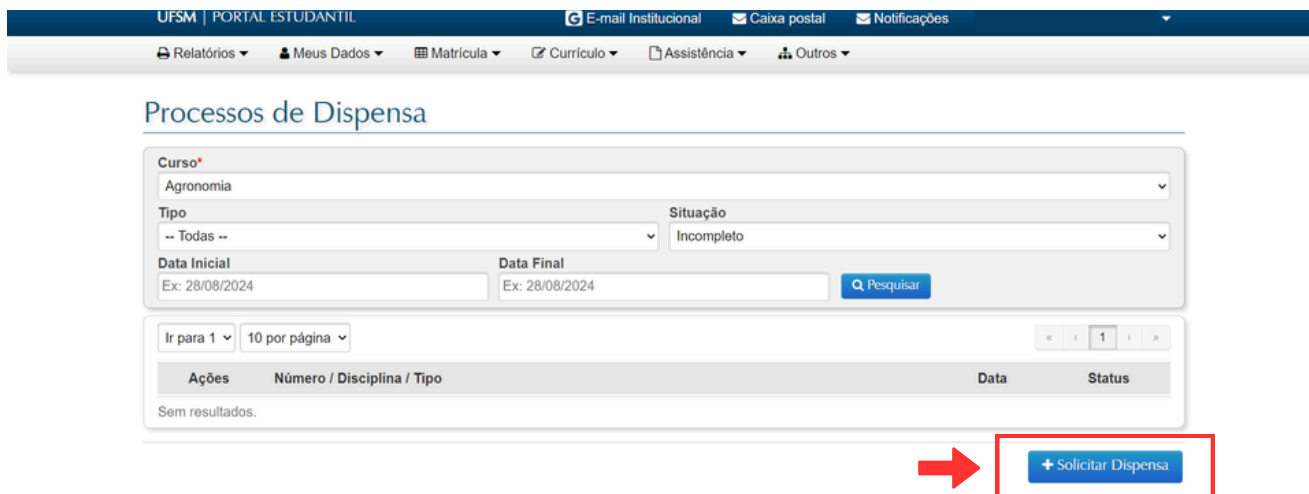 UFSM | PORTAL ESTUDANTIL G E-mail Institucional Caixa postal Notificações
Relatórios Meus Dados Matrícula Currículo Assistência Outros
Processos de Dispensa
Curso*
Agronomia
Tipo Situação
-- Todas -- Incompleto
Data Inicial Data Final
Ex: 28/08/2024 Ex: 28/08/2024 Pesquisar
Ir para 1 10 por página « ‹ 1 › »
Ações Número / Disciplina / Tipo Data Status
Sem resultados.
+ Solicitar Dispensa